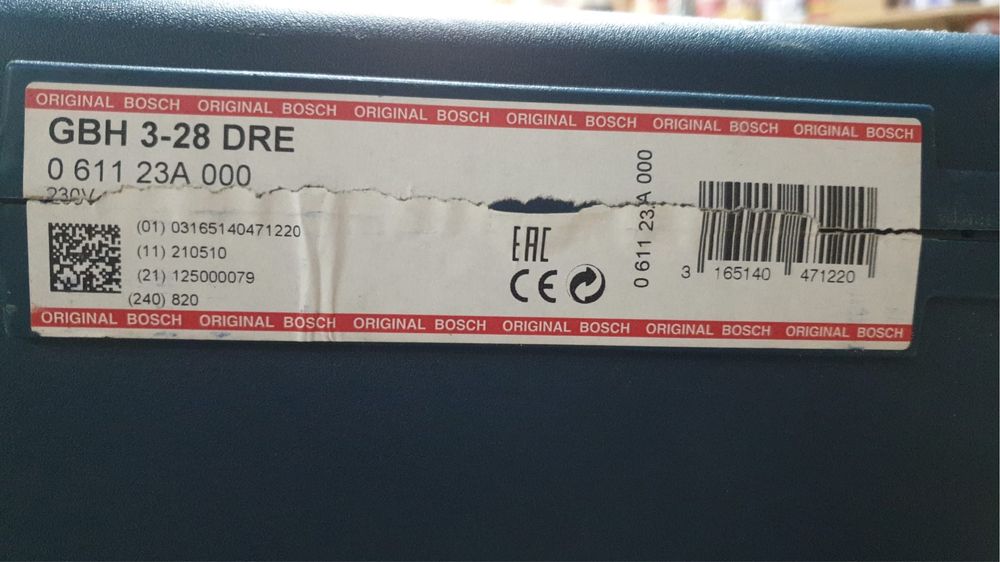 ORIGINAL BOSCH ORIGINAL BOSCH ORIGINAL BOSCH ORIGINAL BOSCH ORIGINAL BOSCH ORIGINAL BOSCH
GBH 3-28 DRE
0 611 23A 000
230V
(01) 03165140471220
(11) 210510
(21) 125000079
(240) 820
EAC
CE
0 611 23A 000
3 165140 471220
ORIGINAL BOSCH ORIGINAL BOSCH ORIGINAL BOSCH ORIGINAL BOSCH ORIGINAL BOSCH ORIGINAL BOSCH